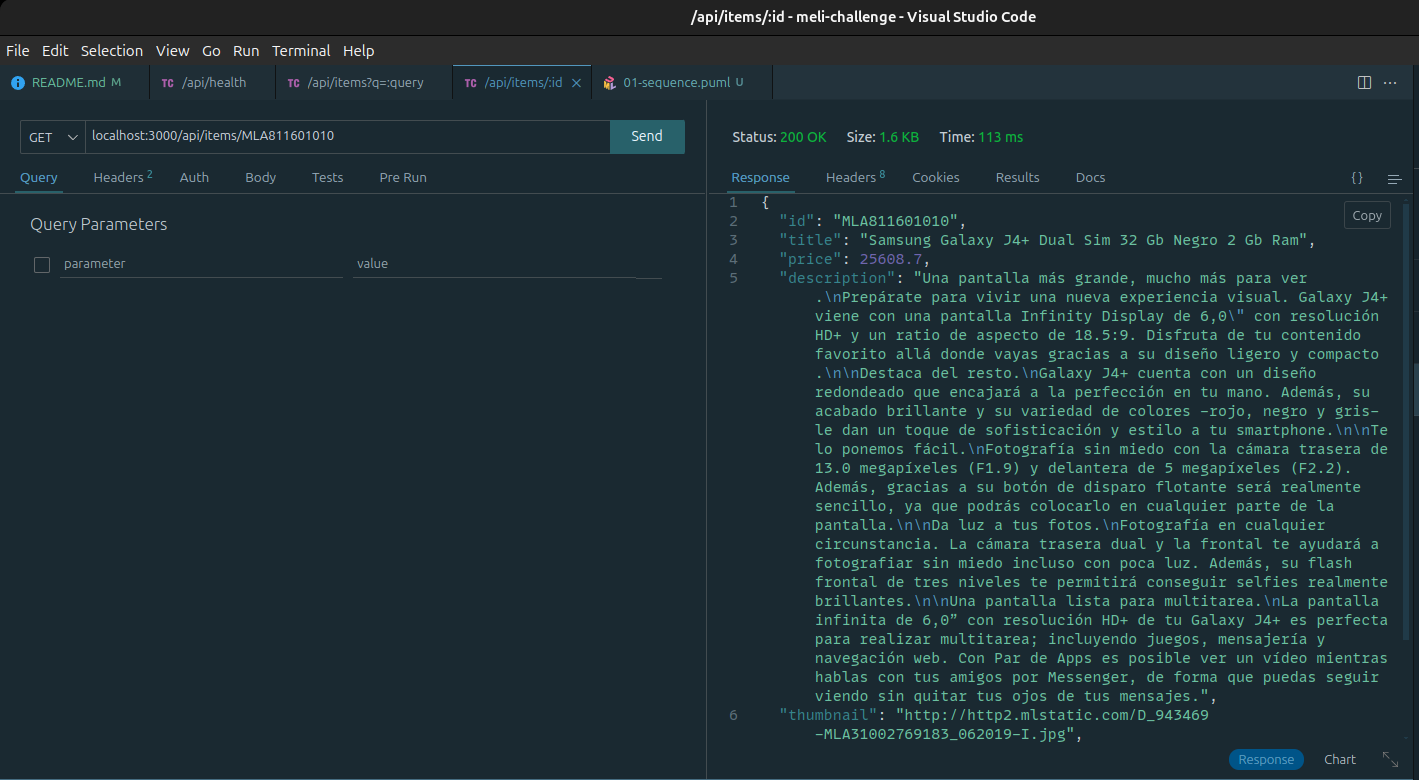 /api/items/:id - meli-challenge - Visual Studio Code
File Edit Selection View Go Run Terminal Help
README.md M
TC /api/health
TC /api/items?q=:query
TC /api/items/:id
01-sequence.puml U
GET
localhost:3000/api/items/MLA811601010
Send
Query
Headers 2
Auth
Body
Tests
Pre Run
Query Parameters
parameter
value
Status: 200 OK
Size: 1.6 KB
Time: 113 ms
Response
Headers 8
Cookies
Results
Docs
{}
Copy
1 {
2 "id": "MLA811601010",
3 "title": "Samsung Galaxy J4+ Dual Sim 32 Gb Negro 2 Gb Ram",
4 "price": 25608.7,
5 "description": "Una pantalla más grande, mucho más para ver
.\nPrepárate para vivir una nueva experiencia visual. Galaxy J4+
viene con una pantalla Infinity Display de 6,0\" con resolución
HD+ y un ratio de aspecto de 18.5:9. Disfruta de tu contenido
favorito allá donde vayas gracias a su diseño ligero y compacto
.\n\nDestaca del resto.\nGalaxy J4+ cuenta con un diseño
redondeado que encajará a la perfección en tu mano. Además, su
acabado brillante y su variedad de colores –rojo, negro y gris–
le dan un toque de sofisticación y estilo a tu smartphone.\n\nTe
lo ponemos fácil.\nFotografía sin miedo con la cámara trasera de
13.0 megapíxeles (F1.9) y delantera de 5 megapíxeles (F2.2).
Además, gracias a su botón de disparo flotante será realmente
sencillo, ya que podrás colocarlo en cualquier parte de la
pantalla.\n\nDa luz a tus fotos.\nFotografía en cualquier
circunstancia. La cámara trasera dual y la frontal te ayudará a
fotografiar sin miedo incluso con poca luz. Además, su flash
frontal de tres niveles te permitirá conseguir selfies realmente
brillantes.\n\nUna pantalla lista para multitarea.\nLa pantalla
infinita de 6,0” con resolución HD+ de tu Galaxy J4+ es perfecta
para realizar multitarea; incluyendo juegos, mensajería y
navegación web. Con Par de Apps es posible ver un vídeo mientras
hablas con tus amigos por Messenger, de forma que puedas seguir
viendo sin quitar tus ojos de tus mensajes.",
6 "thumbnail": "http://http2.mlstatic.com/D_943469
-MLA31002769183_062019-I.jpg",
Response
Chart